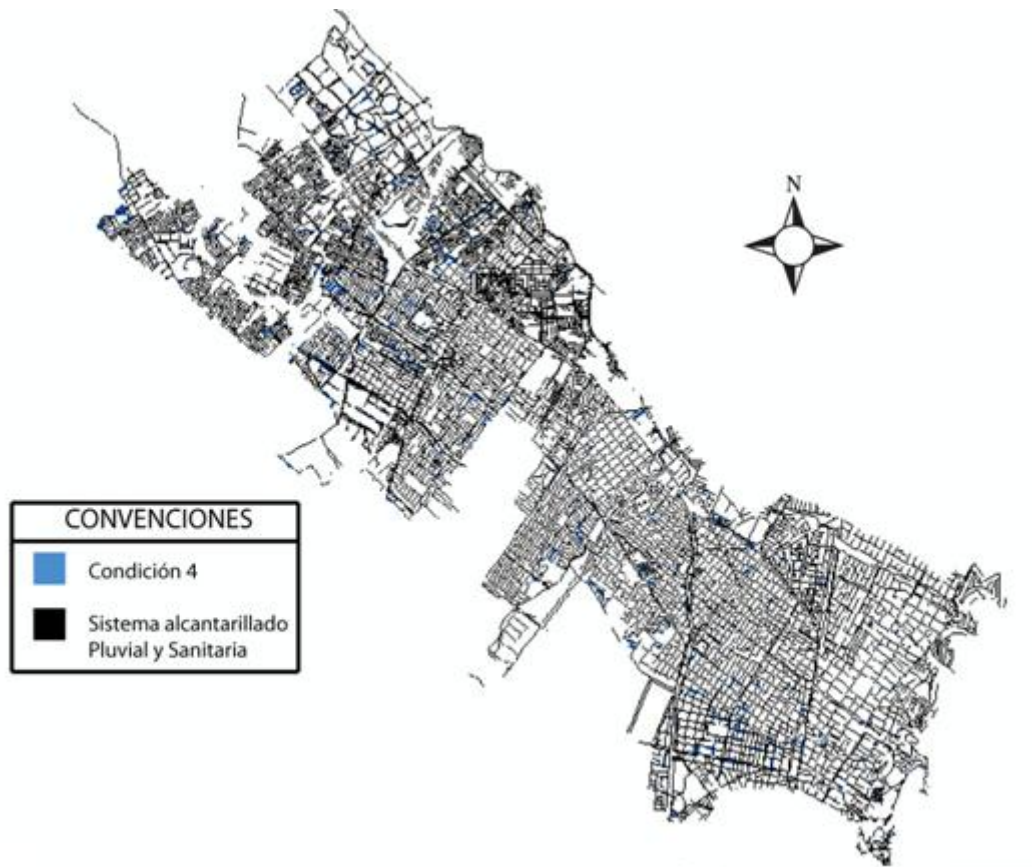 N
CONVENCIONES
Condición 4
Sistema alcantarillado
Pluvial y Sanitaria